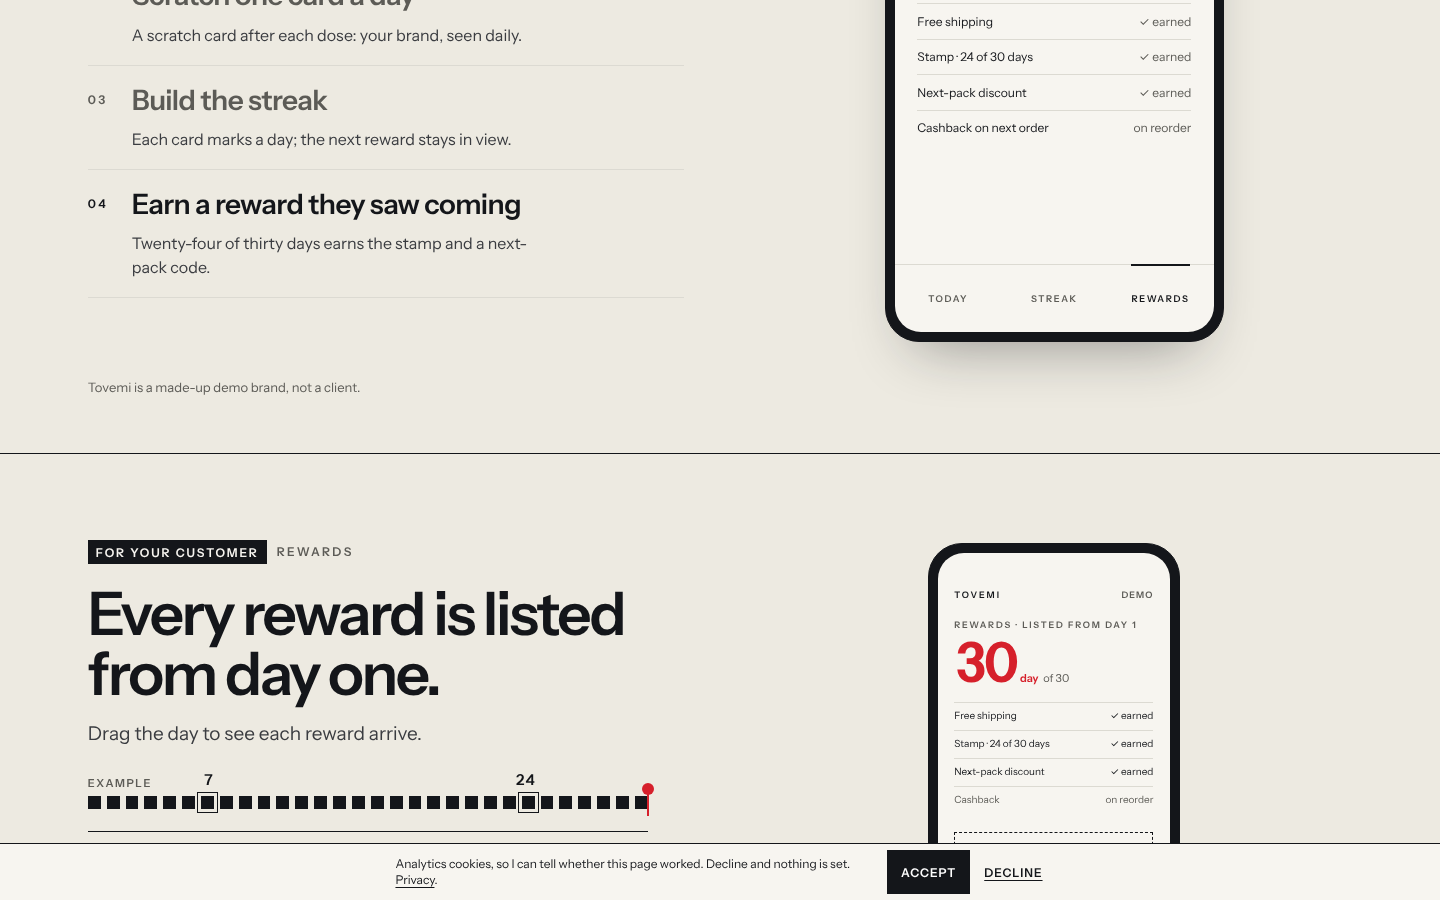 Scratch one card a day
A scratch card after each dose: your brand, seen daily.
03
Build the streak
Each card marks a day; the next reward stays in view.
04
Earn a reward they saw coming
Twenty-four of thirty days earns the stamp and a next-
pack code.
Tovemi is a made-up demo brand, not a client.
Free shipping ✓ earned
Stamp · 24 of 30 days ✓ earned
Next-pack discount ✓ earned
Cashback on next order on reorder
TODAY STREAK REWARDS
FOR YOUR CUSTOMER REWARDS
Every reward is listed
from day one.
Drag the day to see each reward arrive.
EXAMPLE 7 24
TOVEMI DEMO
REWARDS · LISTED FROM DAY 1
30 day of 30
Free shipping ✓ earned
Stamp · 24 of 30 days ✓ earned
Next-pack discount ✓ earned
Cashback on reorder
Analytics cookies, so I can tell whether this page worked. Decline and nothing is set.
Privacy.
ACCEPT DECLINE